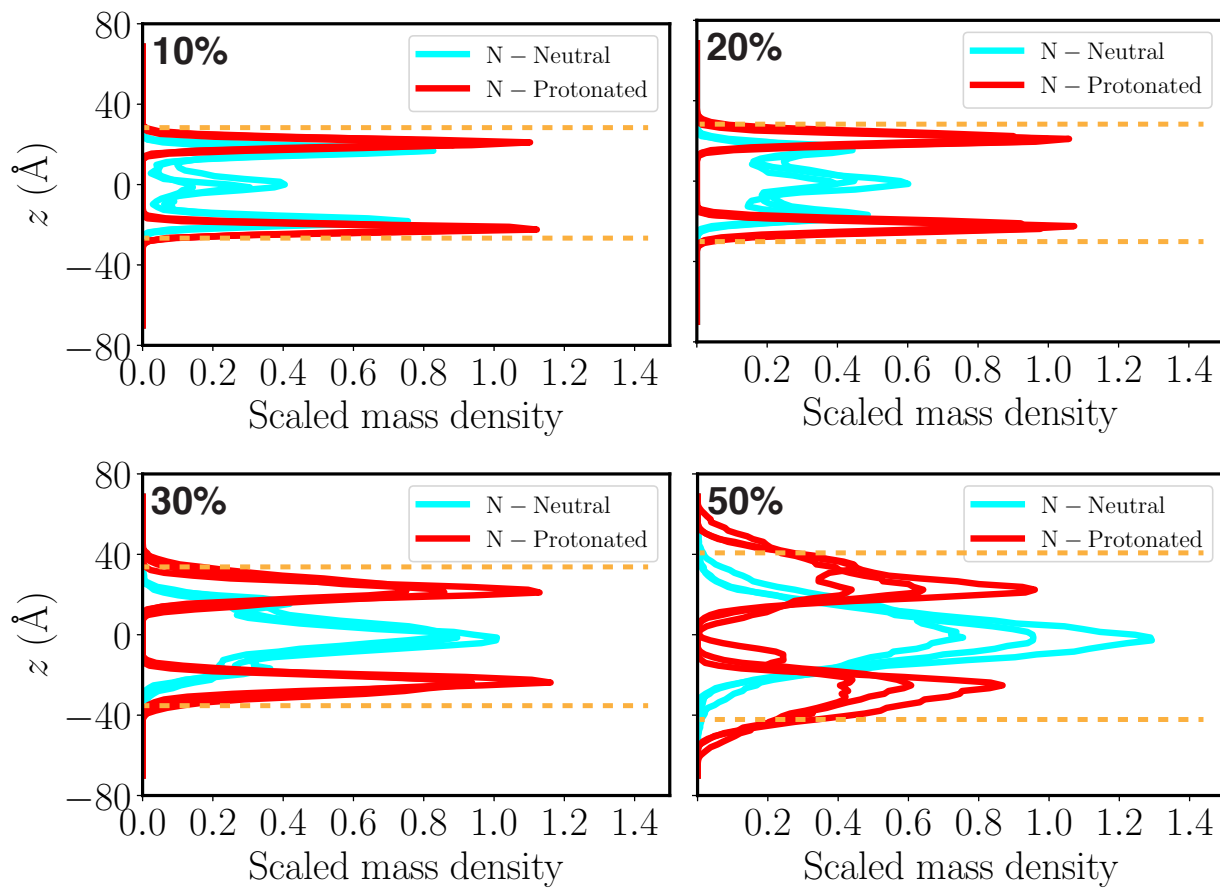 80
40
0
−40
−80
z (Å)
10%
N − Neutral
N − Protonated
0.0 0.2 0.4 0.6 0.8 1.0 1.2 1.4
Scaled mass density
20%
N − Neutral
N − Protonated
0.2 0.4 0.6 0.8 1.0 1.2 1.4
Scaled mass density
80
40
0
−40
−80
z (Å)
30%
N − Neutral
N − Protonated
0.0 0.2 0.4 0.6 0.8 1.0 1.2 1.4
Scaled mass density
50%
N − Neutral
N − Protonated
0.2 0.4 0.6 0.8 1.0 1.2 1.4
Scaled mass density